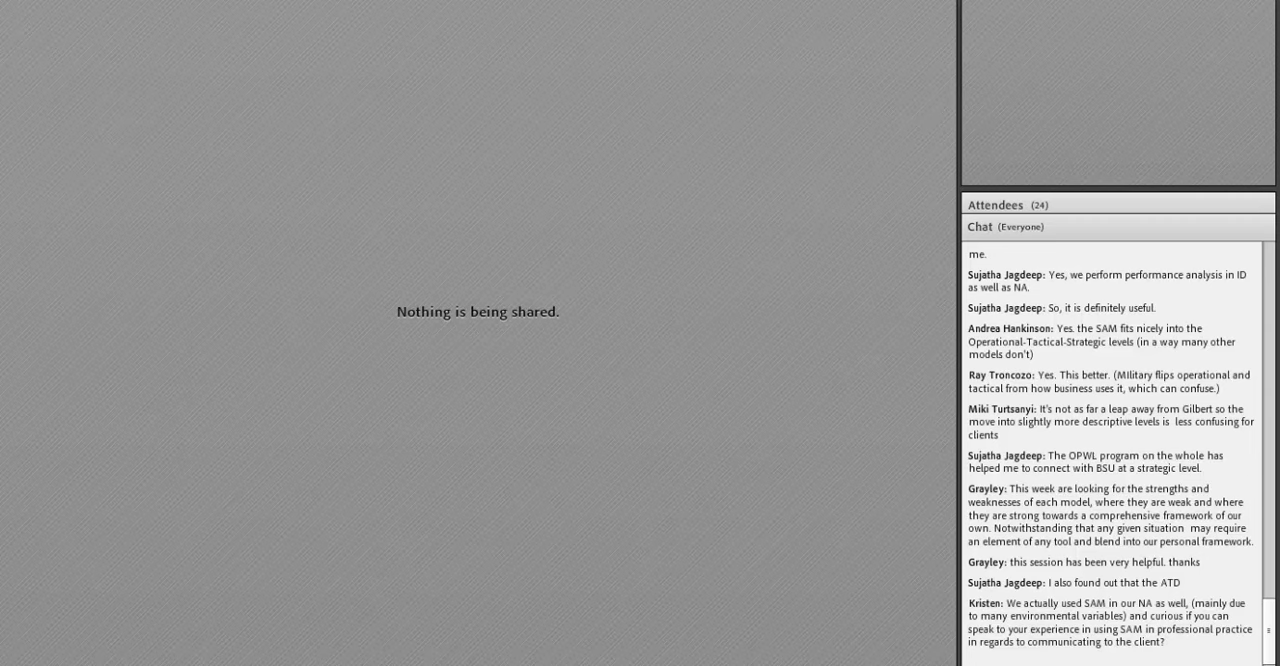 Nothing is being shared.
Attendees (24)
Chat (Everyone)
me.
Sujatha Jagdeep: Yes, we perform performance analysis in ID
as well as NA.
Sujatha Jagdeep: So, it is definitely useful.
Andrea Hankinson: Yes. the SAM fits nicely into the
Operational-Tactical-Strategic levels (in a way many other
models don't)
Ray Troncozo: Yes. This better. (MIlitary flips operational and
tactical from how business uses it, which can confuse.)
Miki Turtsanyi: It's not as far a leap away from Gilbert so the
move into slightly more descriptive levels is less confusing for
clients
Sujatha Jagdeep: The OPWL program on the whole has
helped me to connect with BSU at a strategic level.
Grayley: This week are looking for the strengths and
weaknesses of each model, where they are weak and where
they are strong towards a comprehensive framework of our
own. Notwithstanding that any given situation may require
an element of any tool and blend into our personal framework.
Grayley: this session has been very helpful. thanks
Sujatha Jagdeep: I also found out that the ATD
Kristen: We actually used SAM in our NA as well, (mainly due
to many environmental variables) and curious if you can
speak to your experience in using SAM in professional practice
in regards to communicating to the client?